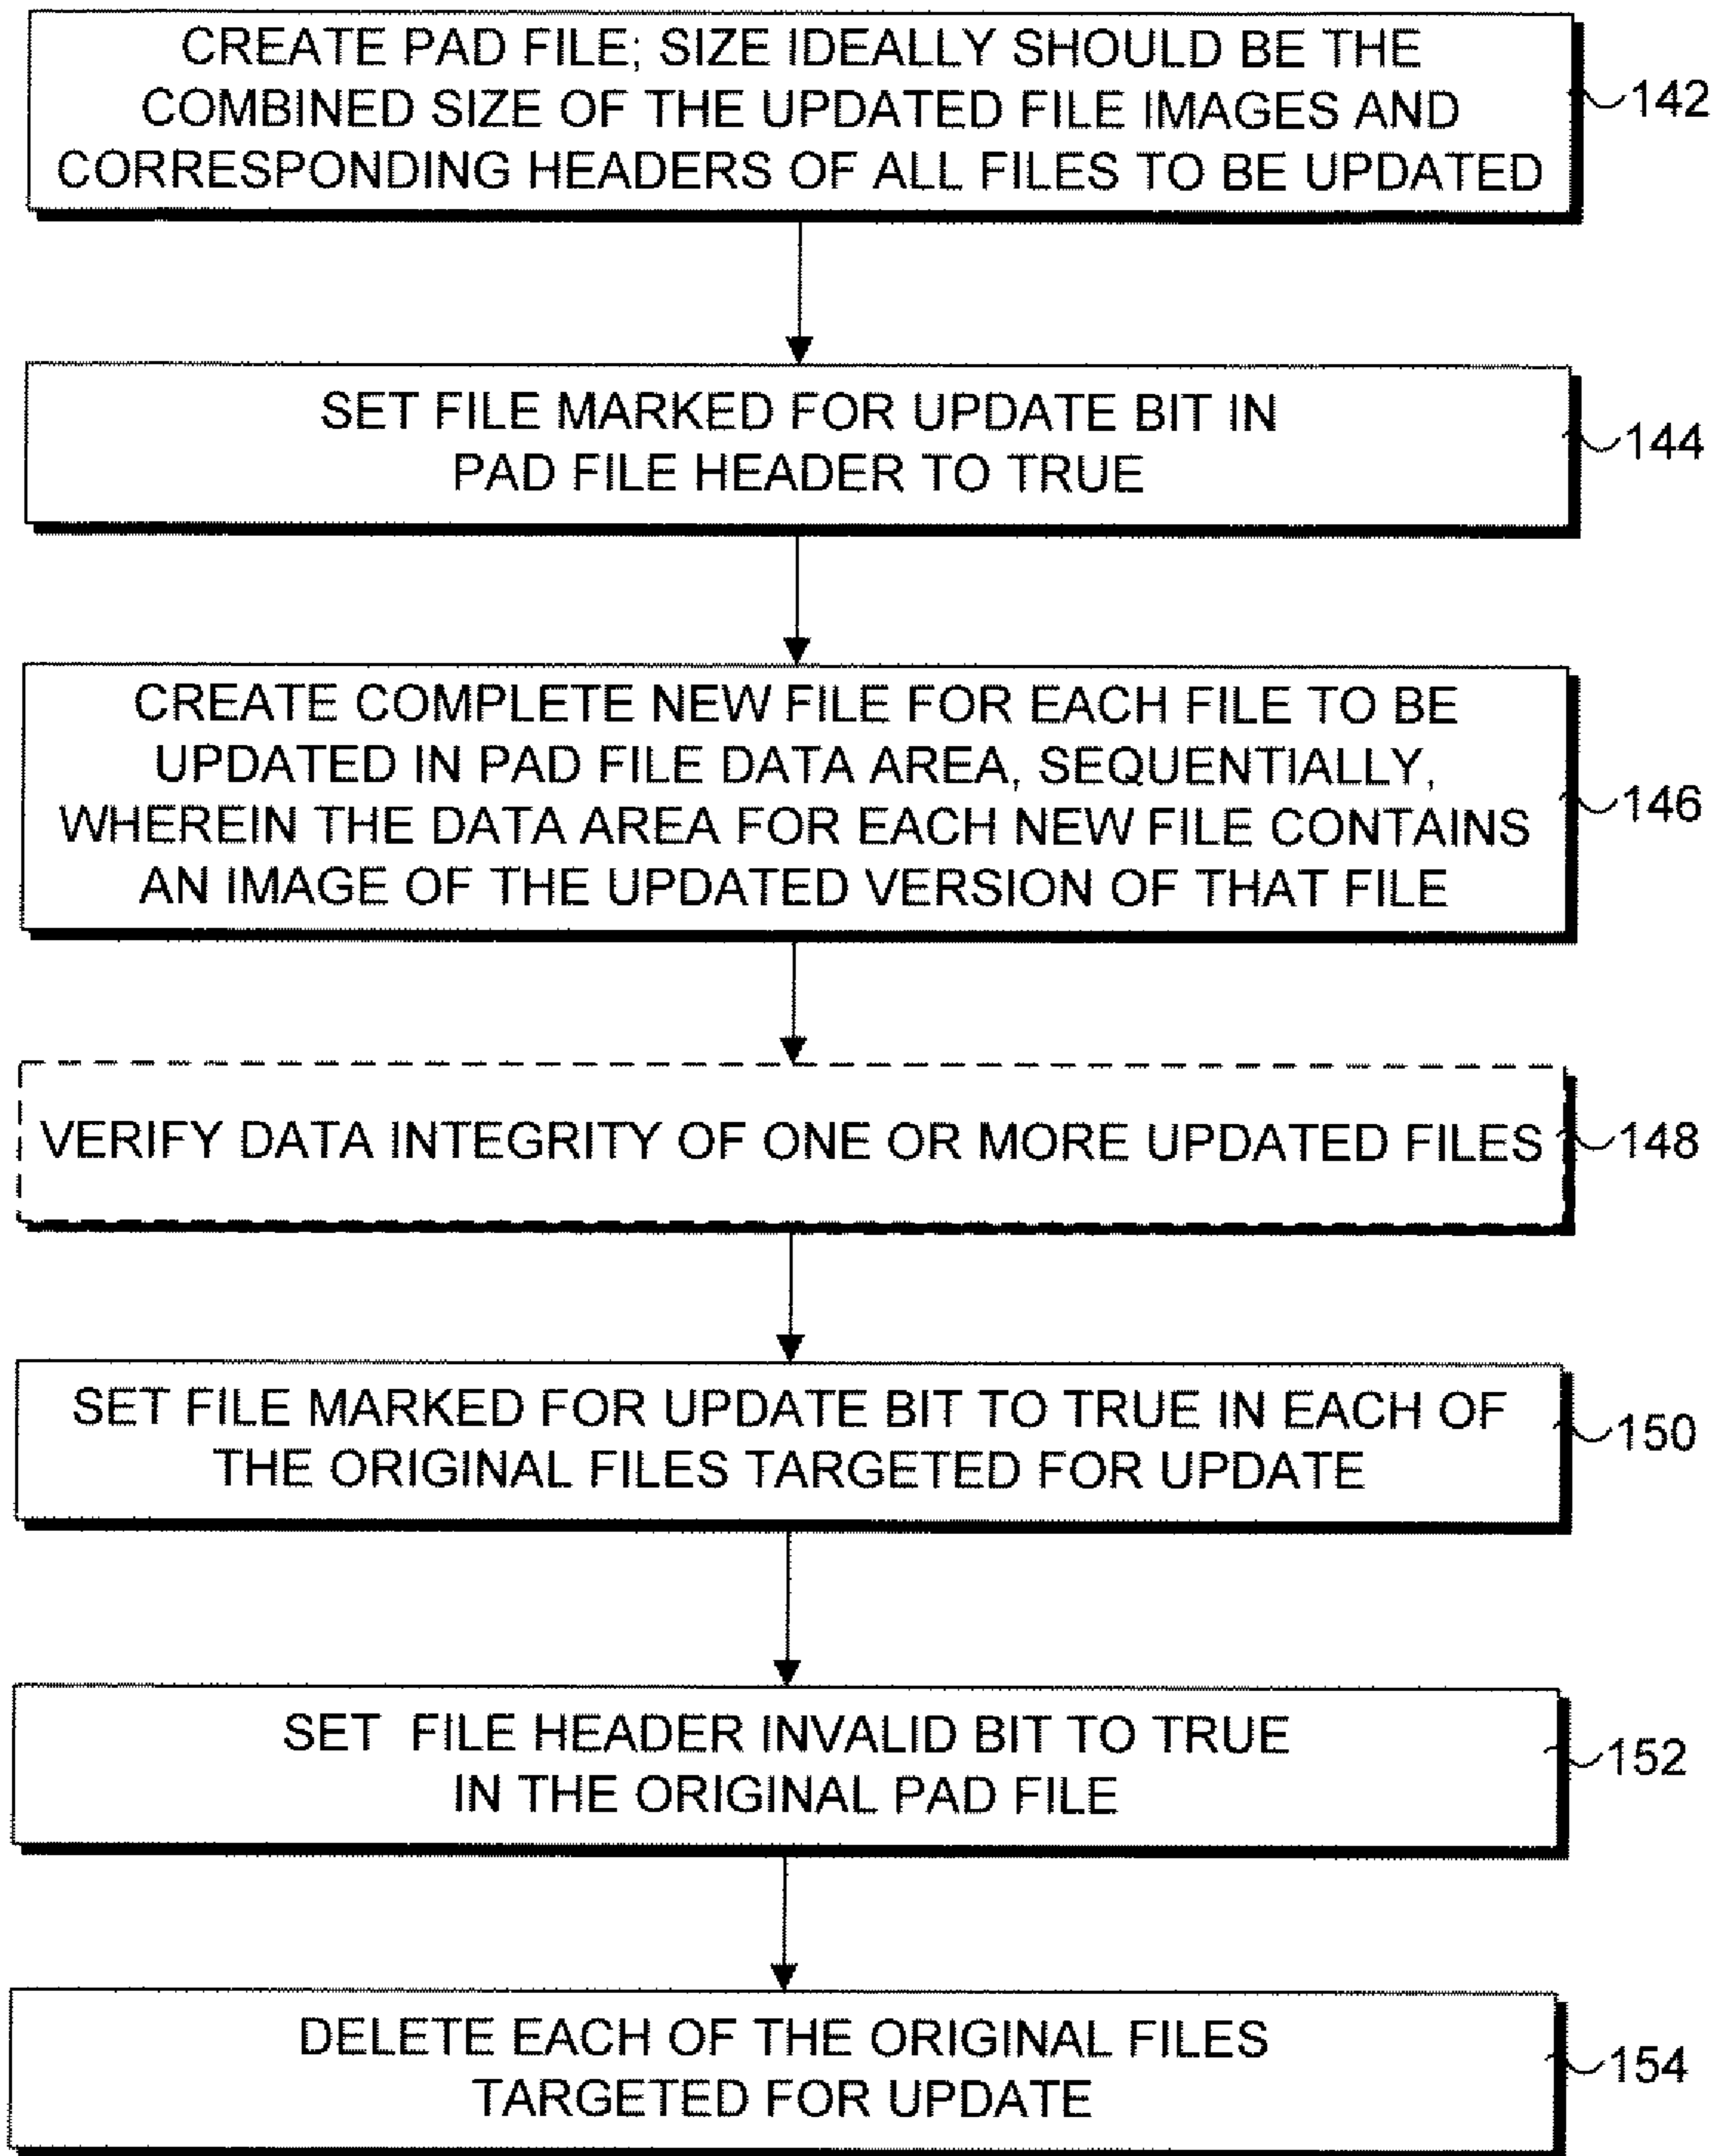 CREATE PAD FILE; SIZE IDEALLY SHOULD BE THE
COMBINED SIZE OF THE UPDATED FILE IMAGES AND
CORRESPONDING HEADERS OF ALL FILES TO BE UPDATED
142
SET FILE MARKED FOR UPDATE BIT IN
PAD FILE HEADER TO TRUE
144
CREATE COMPLETE NEW FILE FOR EACH FILE TO BE
UPDATED IN PAD FILE DATA AREA, SEQUENTIALLY,
WHEREIN THE DATA AREA FOR EACH NEW FILE CONTAINS
AN IMAGE OF THE UPDATED VERSION OF THAT FILE
146
VERIFY DATA INTEGRITY OF ONE OR MORE UPDATED FILES
148
SET FILE MARKED FOR UPDATE BIT TO TRUE IN EACH OF
THE ORIGINAL FILES TARGETED FOR UPDATE
150
SET FILE HEADER INVALID BIT TO TRUE
IN THE ORIGINAL PAD FILE
152
DELETE EACH OF THE ORIGINAL FILES
TARGETED FOR UPDATE
154